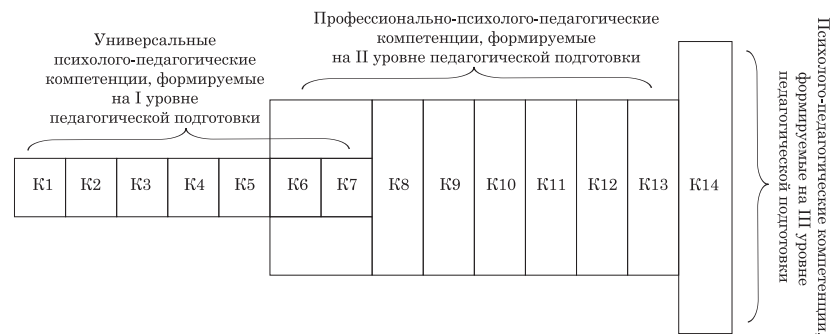 Универсальные
психолого-педагогические
компетенции, формируемые
на I уровне
педагогической подготовки
Профессионально-психолого-педагогические
компетенции, формируемые
на II уровне педагогической подготовки
К1 К2 К3 К4 К5 К6 К7 К8 К9 К10 К11 К12 К13 К14
Психолого-педагогические компетенции,
формируемые на III уровне
педагогической подготовки